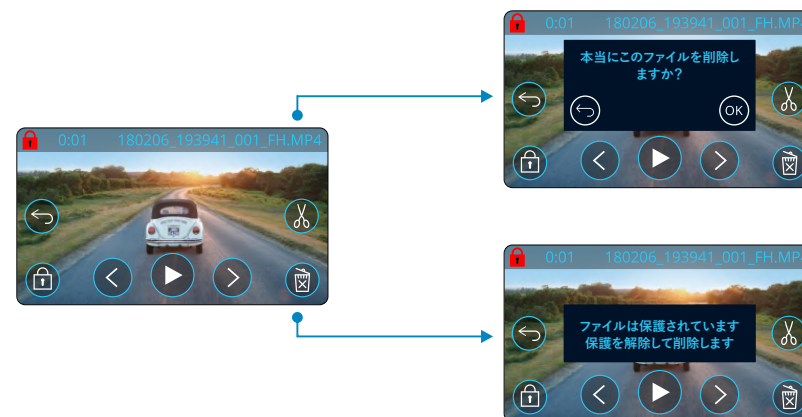 0:01 180206_193941_001_FH.MP4
0:01 180206_193941_001_FH.MP
本当にこのファイルを削除し
ますか？
OK
0:01 180206_193941_001_FH.MP
ファイルは保護されています
保護を解除して削除します